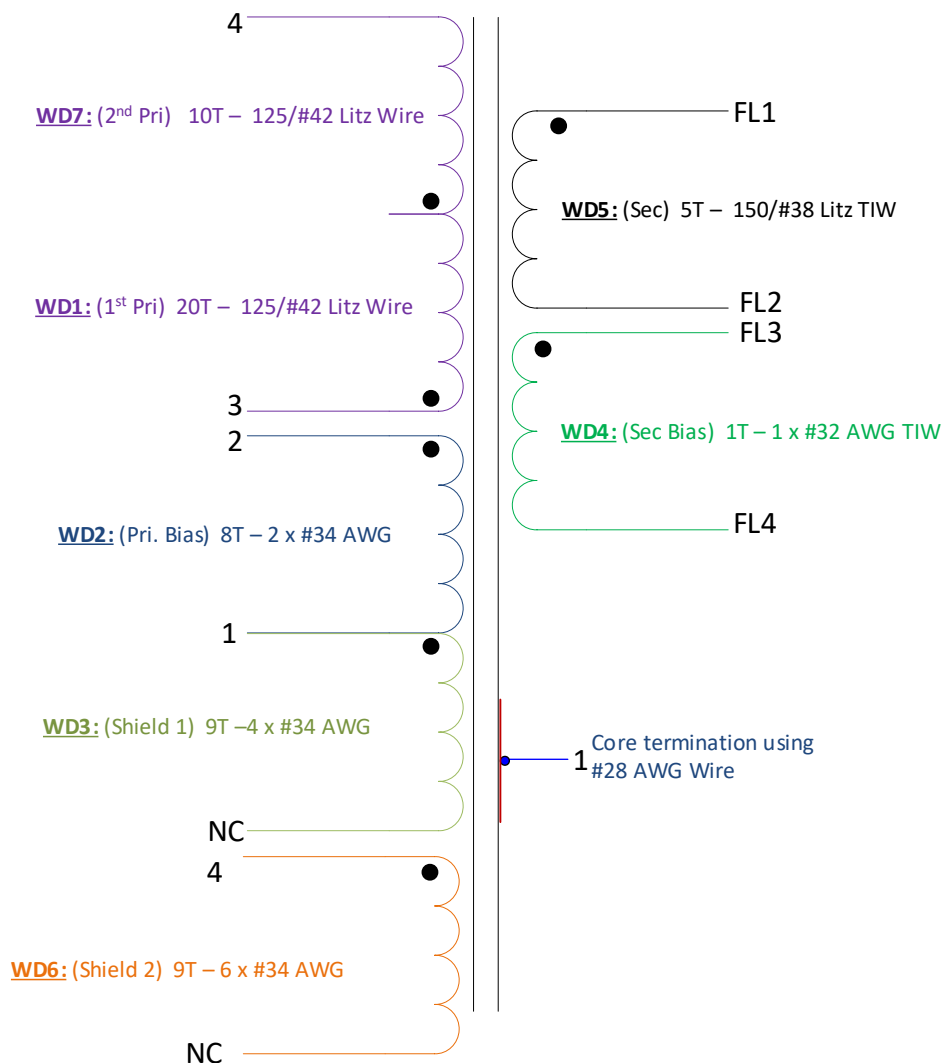 4
WD7: (2nd Pri) 10T – 125/#42 Litz Wire
WD1: (1st Pri) 20T – 125/#42 Litz Wire
3
2
WD2: (Pri. Bias) 8T – 2 x #34 AWG
1
WD3: (Shield 1) 9T –4 x #34 AWG
NC
4
WD6: (Shield 2) 9T – 6 x #34 AWG
NC
FL1
WD5: (Sec) 5T – 150/#38 Litz TIW
FL2
FL3
WD4: (Sec Bias) 1T – 1 x #32 AWG TIW
FL4
1
Core termination using
#28 AWG Wire